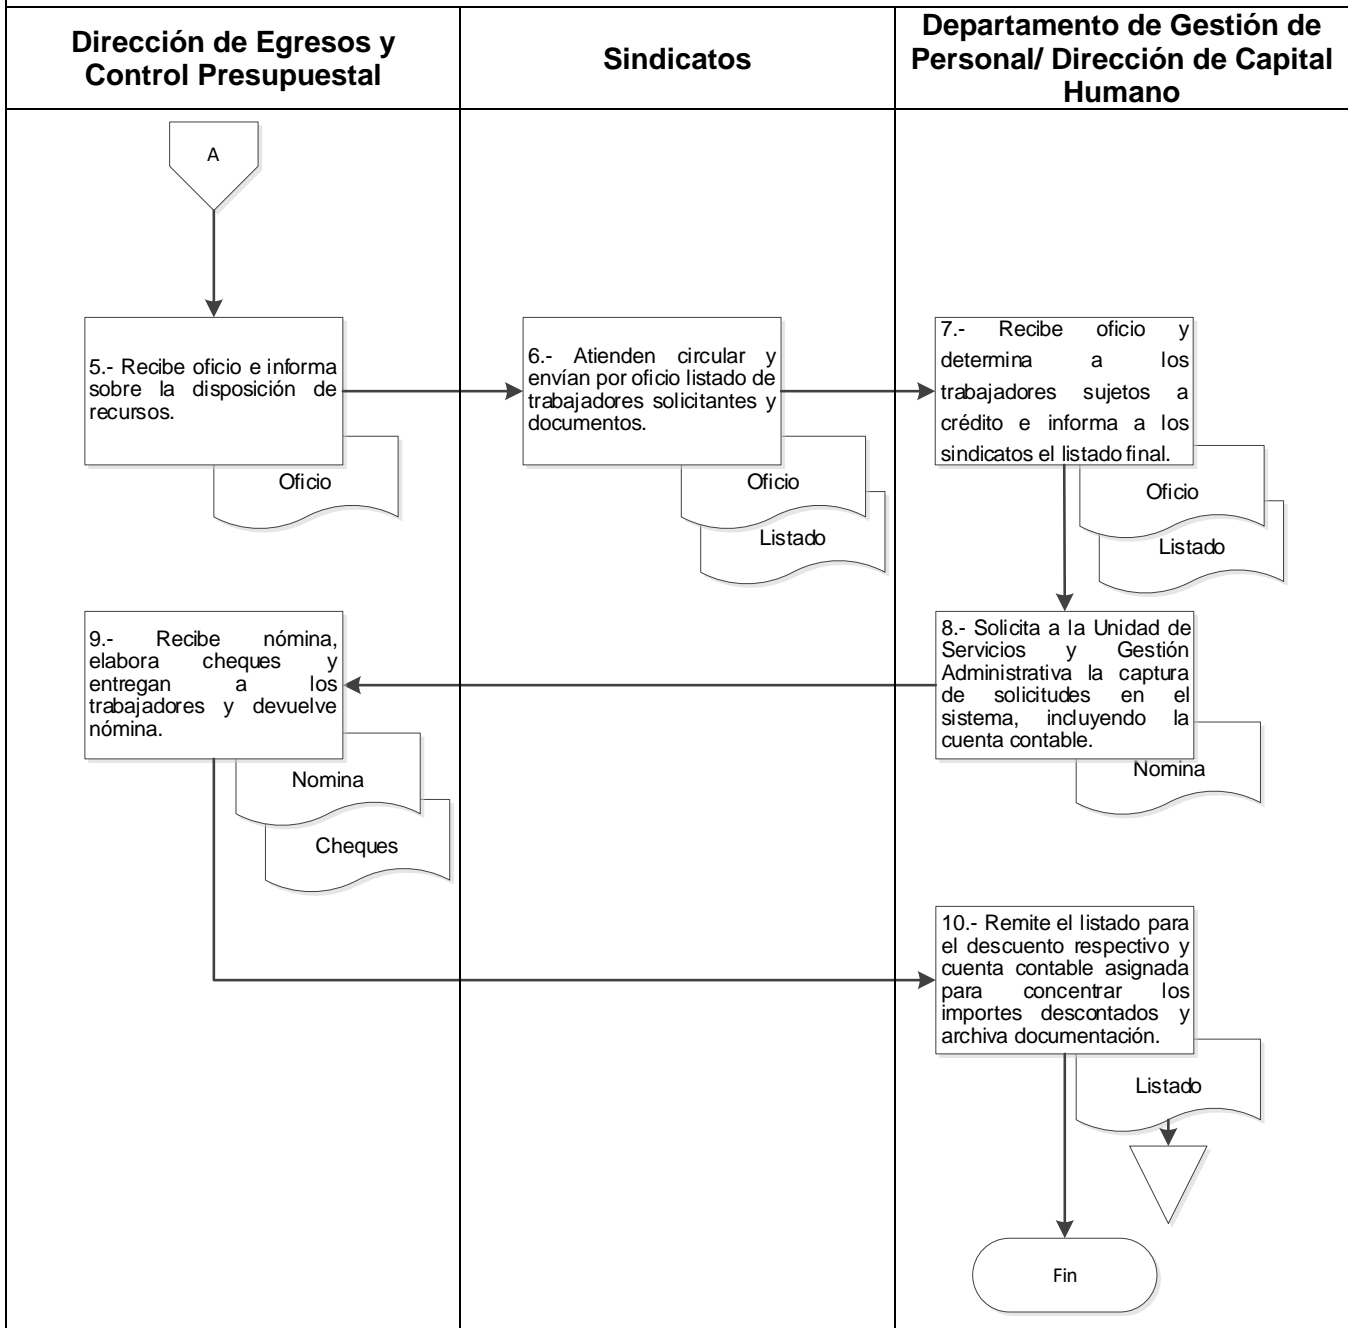 Dirección de Egresos y
Control Presupuestal
Sindicatos
Departamento de Gestión de
Personal/ Dirección de Capital
Humano
A
5.- Recibe oficio e informa
sobre la disposición de
recursos.
Oficio
6.- Atienden circular y
envían por oficio listado de
trabajadores solicitantes y
documentos.
Oficio
Listado
7.- Recibe oficio y
determina a los
trabajadores sujetos a
crédito e informa a los
sindicatos el listado final.
Oficio
Listado
8.- Solicita a la Unidad de
Servicios y Gestión
Administrativa la captura
de solicitudes en el
sistema, incluyendo la
cuenta contable.
Nomina
9.- Recibe nómina,
elabora cheques y
entregan a los
trabajadores y devuelve
nómina.
Nomina
Cheques
10.- Remite el listado para
el descuento respectivo y
cuenta contable asignada
para concentrar los
importes descontados y
archiva documentación.
Listado
Fin